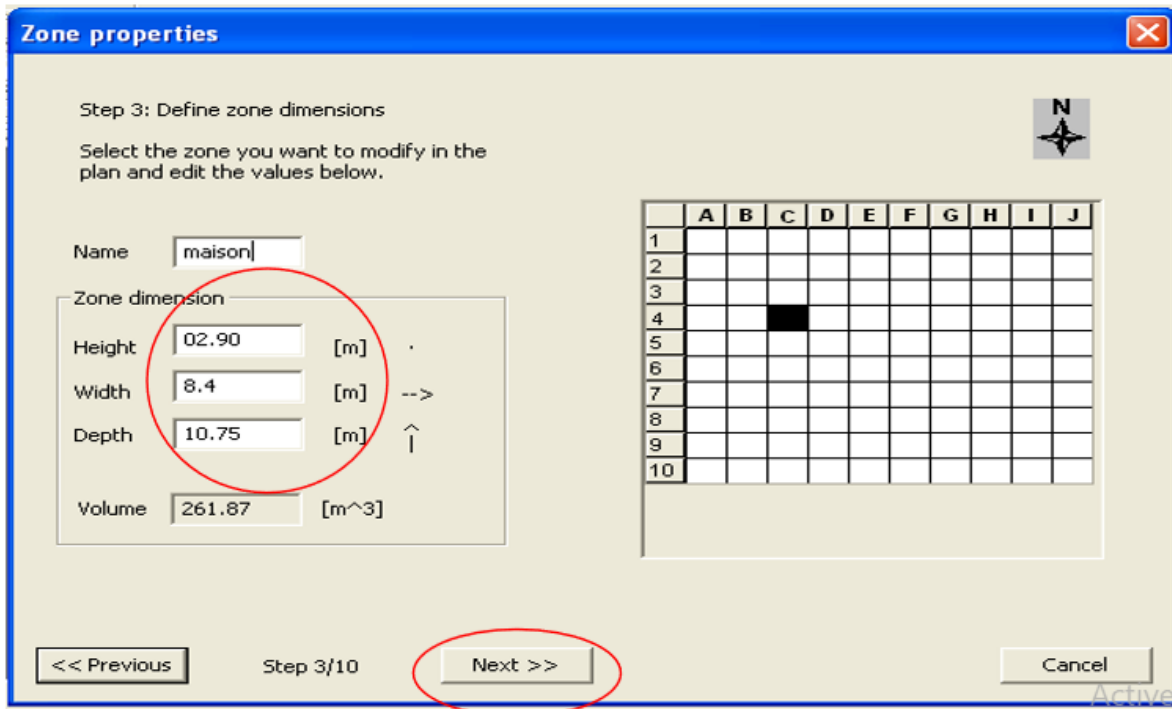 Zone properties
Step 3: Define zone dimensions
N
Select the zone you want to modify in the
plan and edit the values below.
Name maison
Zone dimension
Height 02.90 [m] .
Width 8.4 [m] -->
Depth 10.75 [m]
Volume 261.87 [m^3]
A B C D E F G H I J
1
2
3
4
5
6
7
8
9
10
<< Previous Step 3/10 Next >> Cancel
Active